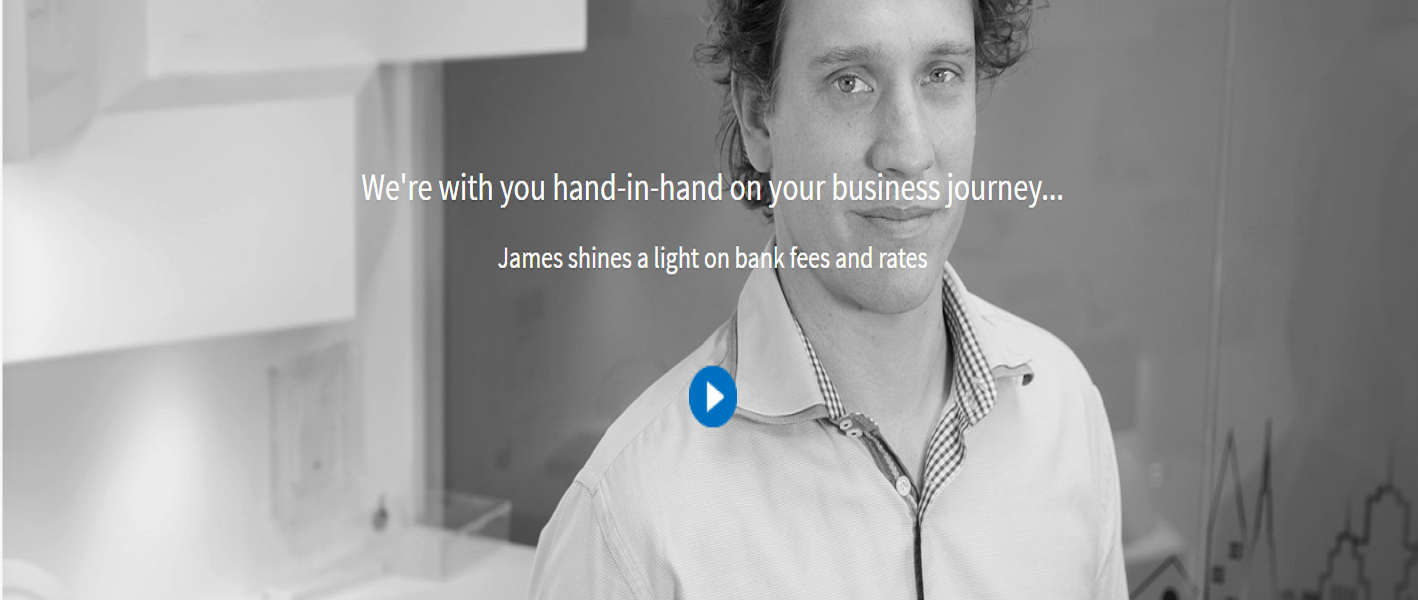 We're with you hand-in-hand on your business journey...
James shines a light on bank fees and rates